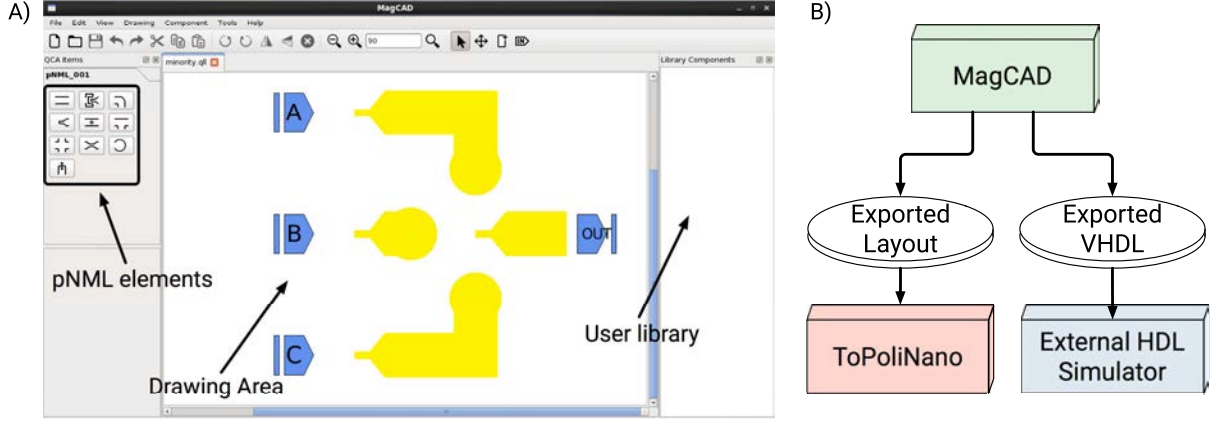 A)
MagCAD
File Edit View Drawing Component Tools Help
90
QCA Items
pNML_001
minority.qll
Library Components
A
B
OUT
C
pNML elements
Drawing Area
User library
B)
MagCAD
Exported
Layout
Exported
VHDL
ToPoliNano
External HDL
Simulator